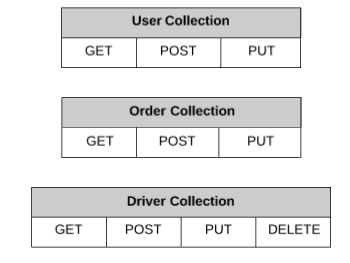 User Collection
GET POST PUT
Order Collection
GET POST PUT
Driver Collection
GET POST PUT DELETE